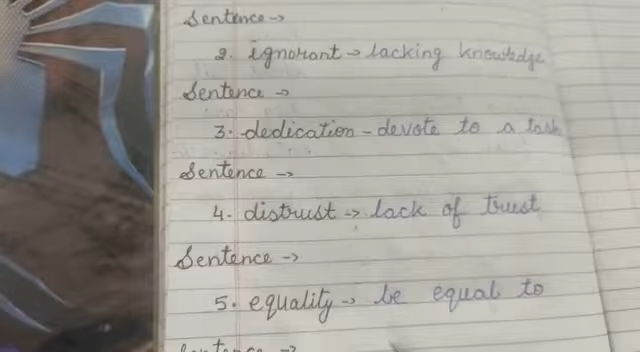 Sentence →
2. ignorant → lacking knowledge
Sentence →
3. dedication – devote to a task
Sentence →
4. distrust → lack of trust
Sentence →
5. equality → be equal to
Sentence →